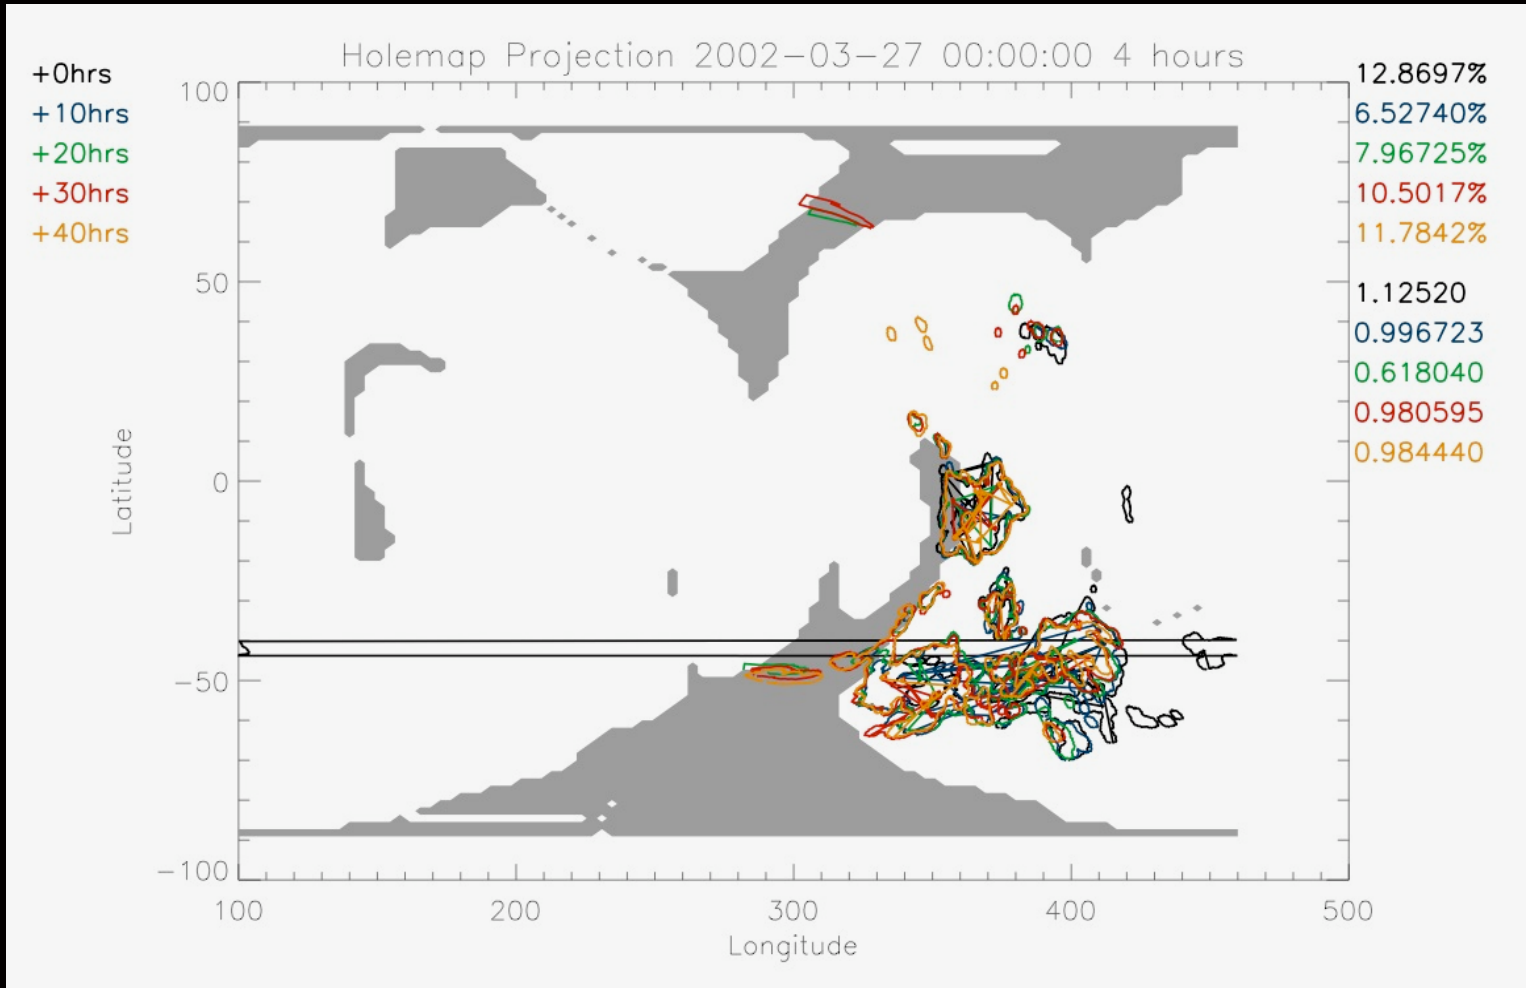 Holemap Projection 2002-03-27 00:00:00 4 hours
+0hrs
+10hrs
+20hrs
+30hrs
+40hrs
12.8697%
6.52740%
7.96725%
10.5017%
11.7842%
1.12520
0.996723
0.618040
0.980595
0.984440
100
50
0
-50
-100
Latitude
100 200 300 400 500
Longitude